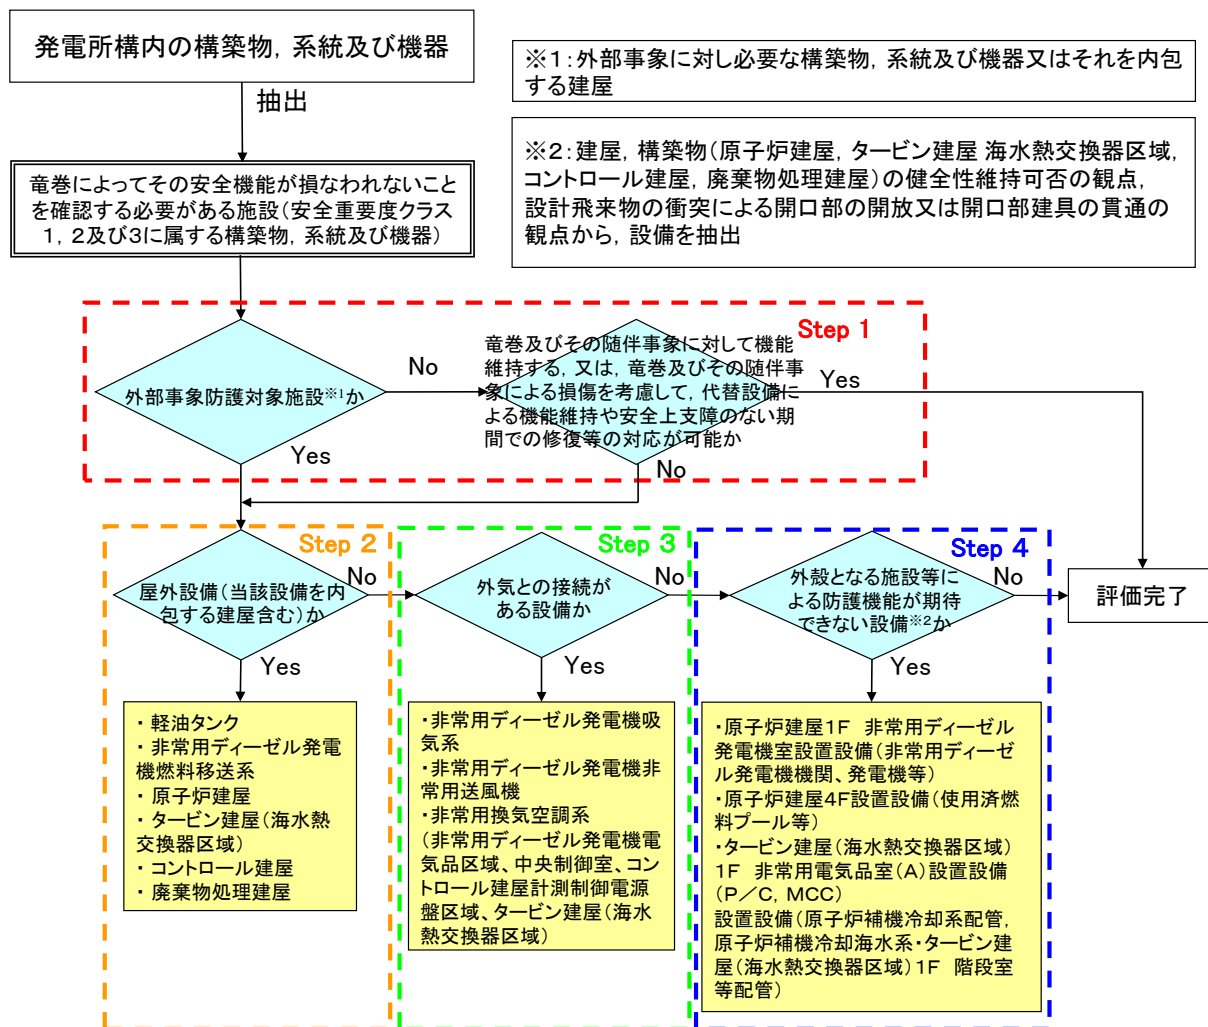 発電所構内の構築物，系統及び機器
抽出
※１：外部事象に対し必要な構築物，系統及び機器又はそれを内包
する建屋
※２：建屋，構築物（原子炉建屋，タービン建屋 海水熱交換器区域，
コントロール建屋，廃棄物処理建屋）の健全性維持可否の観点，
設計飛来物の衝突による開口部の開放又は開口部建具の貫通の
観点から，設備を抽出
竜巻によってその安全機能が損なわれないこと
を確認する必要がある施設（安全重要度クラス
１，２及び３に属する構築物，系統及び機器）
Step 1
外部事象防護対象施設※1か
No
Yes
竜巻及びその随伴事象に対して機能
維持する，又は，竜巻及びその随伴事
象による損傷を考慮して，代替設備に
よる機能維持や安全上支障のない期
間での修復等の対応が可能か
Yes
No
Step 2
屋外設備（当該設備を内
包する建屋含む）か
No
Yes
・ 軽油タンク
・ 非常用ディーゼル発電
機燃料移送系
・ 原子炉建屋
・ タービン建屋（海水熱
交換器区域）
・ コントロール建屋
・ 廃棄物処理建屋
Step 3
外気との接続が
ある設備か
No
Yes
・非常用ディーゼル発電機吸
気系
・非常用ディーゼル発電機非
常用送風機
・非常用換気空調系
（非常用ディーゼル発電機電
気品区域、中央制御室、コン
トロール建屋計測制御電源
盤区域、タービン建屋（海水
熱交換器区域）
Step 4
外殻となる施設等に
よる防護機能が期待
できない設備※2か
No
Yes
・原子炉建屋１F　非常用ディーゼル
発電機室設置設備（非常用ディーゼ
ル発電機機関、発電機等）
・原子炉建屋４F設置設備（使用済燃
料プール等）
・タービン建屋（海水熱交換器区域）
１F　非常用電気品室（A）設置設備
（P／C，MCC）
設置設備（原子炉補機冷却系配管，
原子炉補機冷却海水系・タービン建
屋（海水熱交換器区域）１F　階段室
等配管）
評価完了